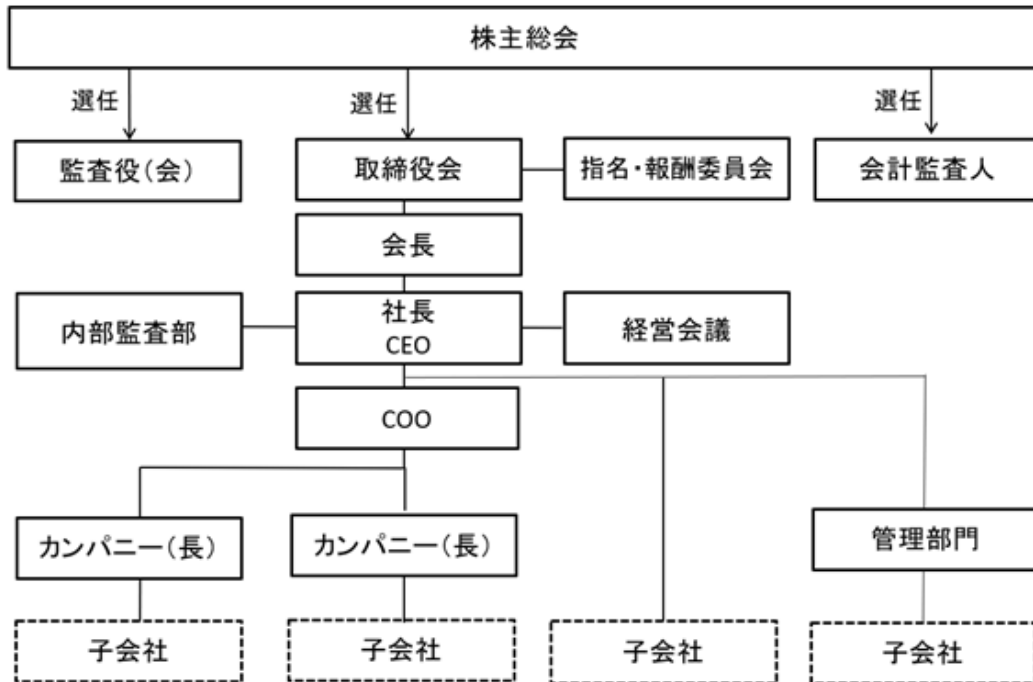 株主総会
選任
選任
選任
監査役(会)
取締役会
指名・報酬委員会
会計監査人
会長
内部監査部
社長
CEO
経営会議
COO
カンパニー(長)
カンパニー(長)
管理部門
子会社
子会社
子会社
子会社